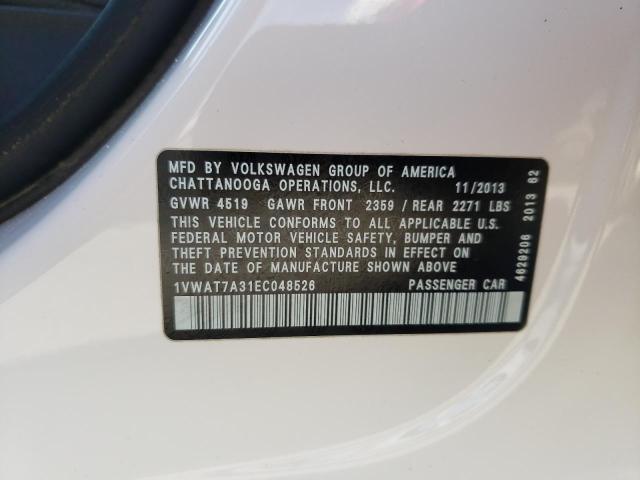 MFD BY VOLKSWAGEN GROUP OF AMERICA
CHATTANOOGA OPERATIONS, LLC. 11/2013
GVWR 4519 GAWR FRONT 2359 / REAR 2271 LBS
THIS VEHICLE CONFORMS TO ALL APPLICABLE U.S.
FEDERAL MOTOR VEHICLE SAFETY, BUMPER AND
THEFT PREVENTION STANDARDS IN EFFECT ON
THE DATE OF MANUFACTURE SHOWN ABOVE
1VWAT7A31EC048526 PASSENGER CAR
4629206 2013 62